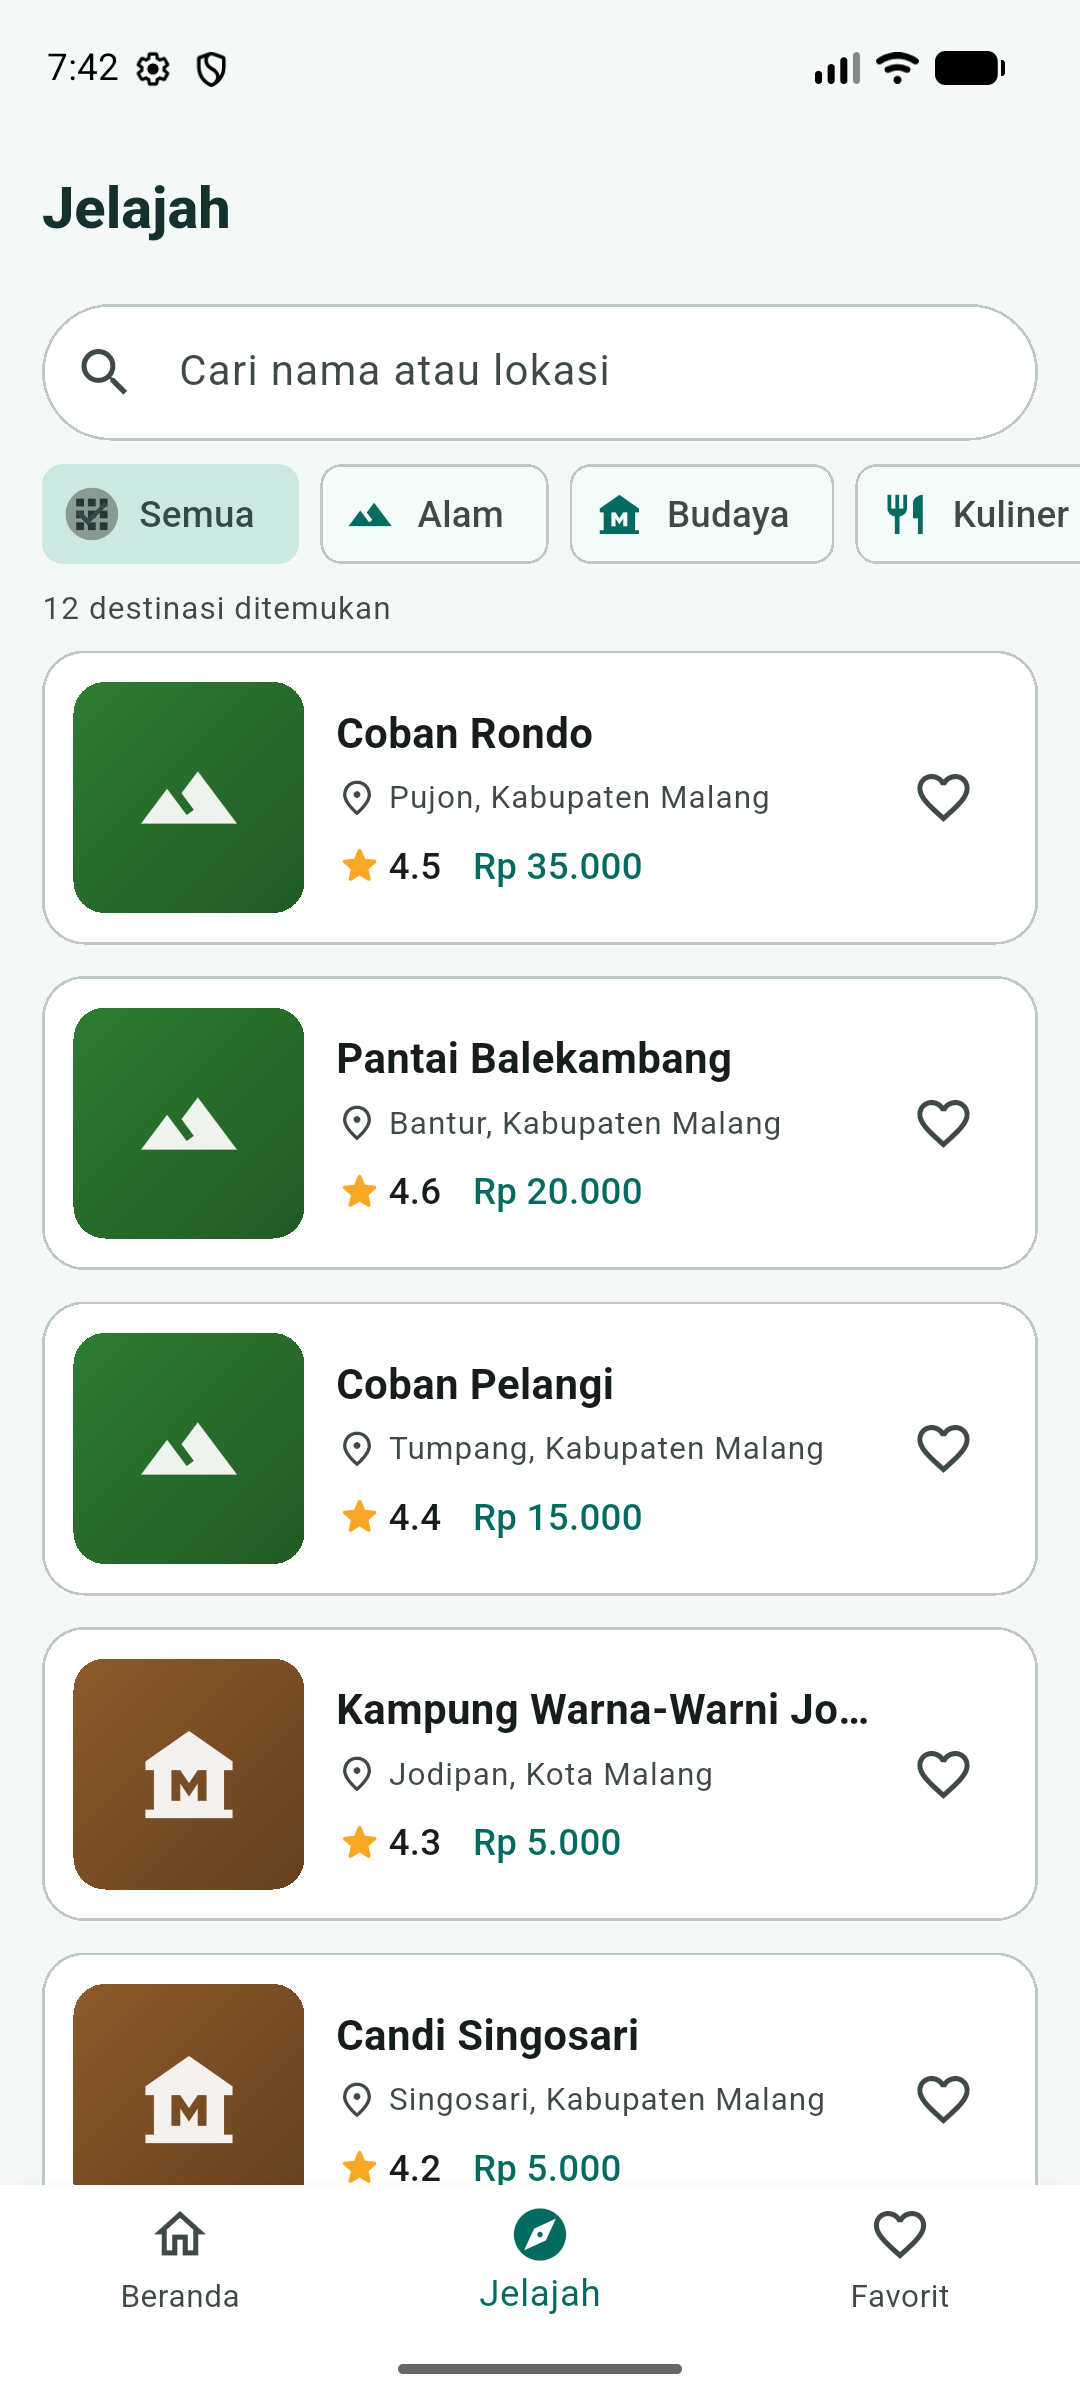 7:42
Jelajah
Cari nama atau lokasi
Semua
Alam
Budaya
Kuliner
12 destinasi ditemukan
Coban Rondo
Pujon, Kabupaten Malang
4.5 Rp 35.000
Pantai Balekambang
Bantur, Kabupaten Malang
4.6 Rp 20.000
Coban Pelangi
Tumpang, Kabupaten Malang
4.4 Rp 15.000
Kampung Warna-Warni Jo...
Jodipan, Kota Malang
4.3 Rp 5.000
Candi Singosari
Singosari, Kabupaten Malang
4.2 Rp 5.000
Beranda
Jelajah
Favorit